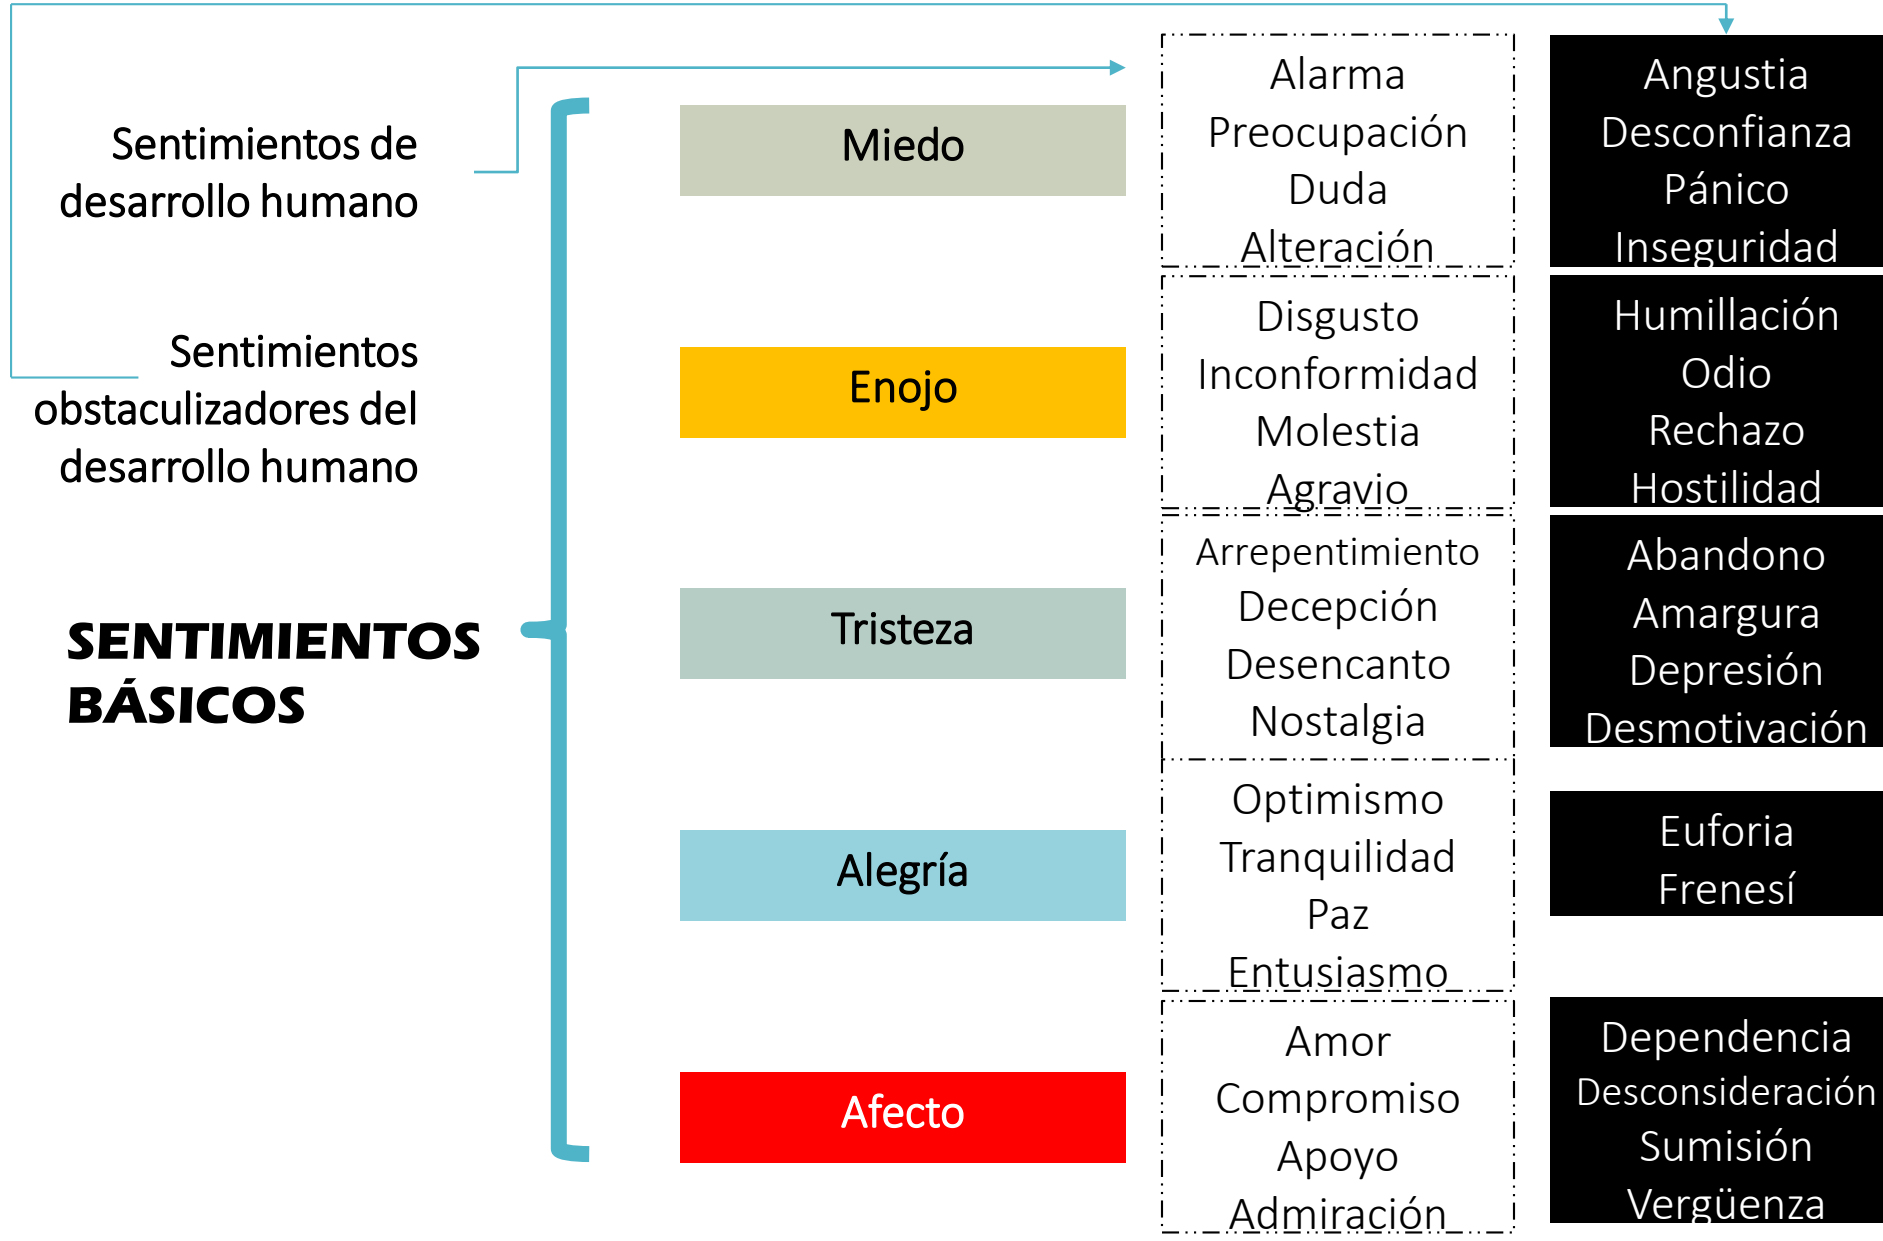 Sentimientos de
desarrollo humano
Sentimientos
obstaculizadores del
desarrollo humano
SENTIMIENTOS
BÁSICOS
Miedo
Alarma
Preocupación
Duda
Alteración
Angustia
Desconfianza
Pánico
Inseguridad
Enojo
Disgusto
Inconformidad
Molestia
Agravio
Humillación
Odio
Rechazo
Hostilidad
Tristeza
Arrepentimiento
Decepción
Desencanto
Nostalgia
Abandono
Amargura
Depresión
Desmotivación
Alegría
Optimismo
Tranquilidad
Paz
Entusiasmo
Euforia
Frenesí
Afecto
Amor
Compromiso
Apoyo
Admiración
Dependencia
Desconsideración
Sumisión
Vergüenza